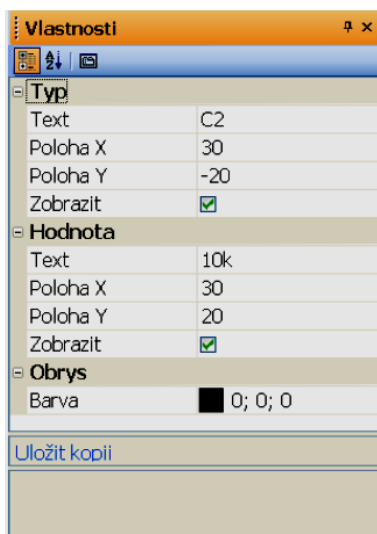 Vlastnosti
Typ
Text C2
Poloha X 30
Poloha Y -20
Zobrazit
Hodnota
Text 10k
Poloha X 30
Poloha Y 20
Zobrazit
Obrys
Barva 0; 0; 0
Uložit kopii